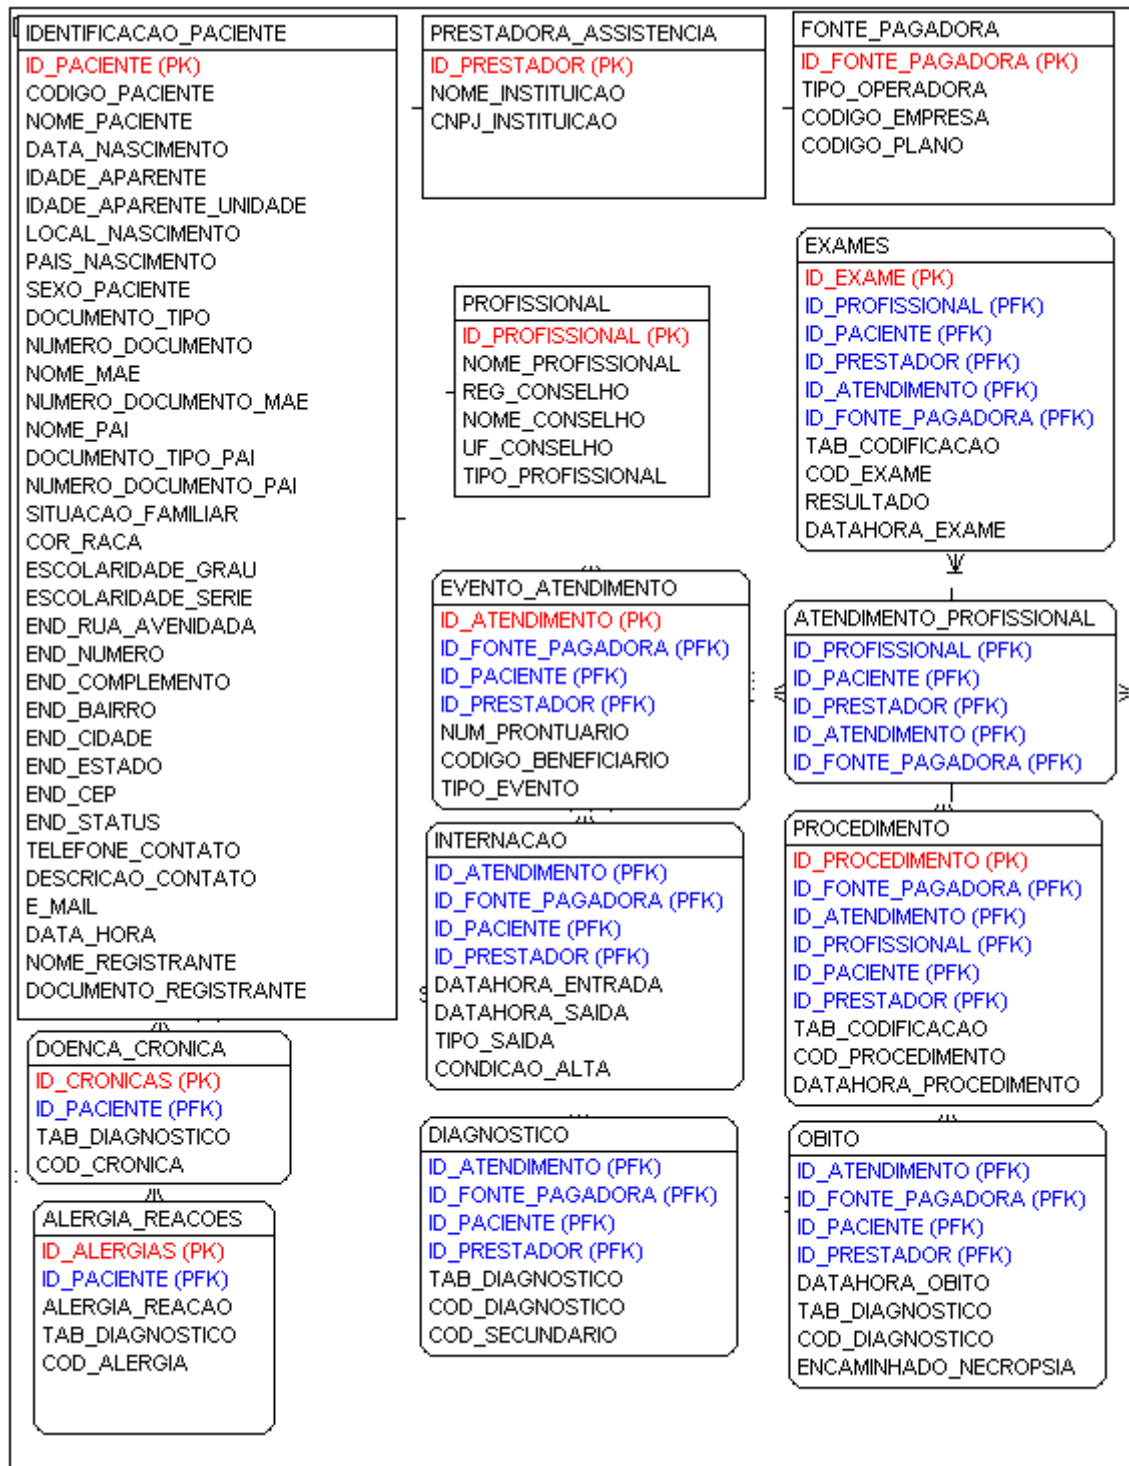 IDENTIFICACAO_PACIENTE
ID_PACIENTE (PK)
CODIGO_PACIENTE
NOME_PACIENTE
DATA_NASCIMENTO
IDADE_APARENTE
IDADE_APARENTE_UNIDADE
LOCAL_NASCIMENTO
PAIS_NASCIMENTO
SEXO_PACIENTE
DOCUMENTO_TIPO
NUMERO_DOCUMENTO
NOME_MAE
NUMERO_DOCUMENTO_MAE
NOME_PAI
DOCUMENTO_TIPO_PAI
NUMERO_DOCUMENTO_PAI
SITUACAO_FAMILIAR
COR_RACA
ESCOLARIDADE_GRAU
ESCOLARIDADE_SERIE
END_RUA_AVENIDADA
END_NUMERO
END_COMPLEMENTO
END_BAIRRO
END_CIDADE
END_ESTADO
END_CEP
END_STATUS
TELEFONE_CONTATO
DESCRICAO_CONTATO
E_MAIL
DATA_HORA
NOME_REGISTRANTE
DOCUMENTO_REGISTRANTE
DOENCA_CRONICA
ID_CRONICAS (PK)
ID_PACIENTE (PFK)
TAB_DIAGNOSTICO
COD_CRONICA
ALERGIA_REACOES
ID_ALERGIAS (PK)
ID_PACIENTE (PFK)
ALERGIA_REACAO
TAB_DIAGNOSTICO
COD_ALERGIA
PRESTADORA_ASSISTENCIA
ID_PRESTADOR (PK)
NOME_INSTITUICAO
CNPJ_INSTITUICAO
PROFISSIONAL
ID_PROFISSIONAL (PK)
NOME_PROFISSIONAL
REG_CONSELHO
NOME_CONSELHO
UF_CONSELHO
TIPO_PROFISSIONAL
EVENTO_ATENDIMENTO
ID_ATENDIMENTO (PK)
ID_FONTE_PAGADORA (PFK)
ID_PACIENTE (PFK)
ID_PRESTADOR (PFK)
NUM_PRONTUARIO
CODIGO_BENEFICIARIO
TIPO_EVENTO
INTERNACAO
ID_ATENDIMENTO (PFK)
ID_FONTE_PAGADORA (PFK)
ID_PACIENTE (PFK)
ID_PRESTADOR (PFK)
DATAHORA_ENTRADA
DATAHORA_SAIDA
TIPO_SAIDA
CONDICAO_ALTA
DIAGNOSTICO
ID_ATENDIMENTO (PFK)
ID_FONTE_PAGADORA (PFK)
ID_PACIENTE (PFK)
ID_PRESTADOR (PFK)
TAB_DIAGNOSTICO
COD_DIAGNOSTICO
COD_SECUNDARIO
FONTE_PAGADORA
ID_FONTE_PAGADORA (PK)
TIPO_OPERADORA
CODIGO_EMPRESA
CODIGO_PLANO
EXAMES
ID_EXAME (PK)
ID_PROFISSIONAL (PFK)
ID_PACIENTE (PFK)
ID_PRESTADOR (PFK)
ID_ATENDIMENTO (PFK)
ID_FONTE_PAGADORA (PFK)
TAB_CODIFICACAO
COD_EXAME
RESULTADO
DATAHORA_EXAME
ATENDIMENTO_PROFISSIONAL
ID_PROFISSIONAL (PFK)
ID_PACIENTE (PFK)
ID_PRESTADOR (PFK)
ID_ATENDIMENTO (PFK)
ID_FONTE_PAGADORA (PFK)
PROCEDIMENTO
ID_PROCEDIMENTO (PK)
ID_FONTE_PAGADORA (PFK)
ID_ATENDIMENTO (PFK)
ID_PROFISSIONAL (PFK)
ID_PACIENTE (PFK)
ID_PRESTADOR (PFK)
TAB_CODIFICACAO
COD_PROCEDIMENTO
DATAHORA_PROCEDIMENTO
OBITO
ID_ATENDIMENTO (PFK)
ID_FONTE_PAGADORA (PFK)
ID_PACIENTE (PFK)
ID_PRESTADOR (PFK)
DATAHORA_OBITO
TAB_DIAGNOSTICO
COD_DIAGNOSTICO
ENCAMINHADO_NECROPSIA